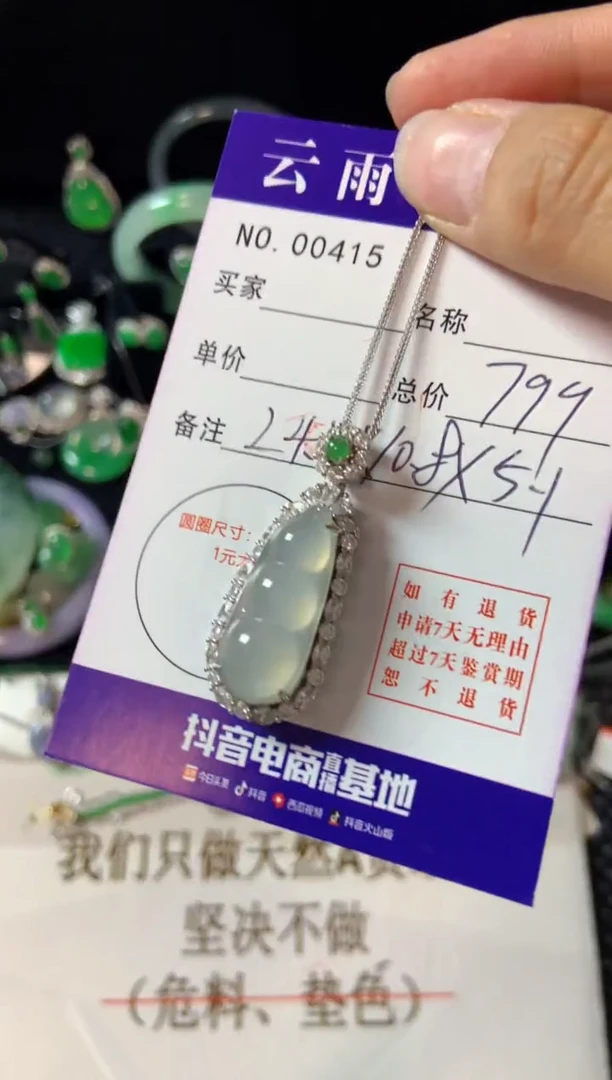 云雨
NO. 00415
买家
名称
单价
总价 799
备注 24 10.8X5.1
圆圈尺寸：
1元
如有退货
申请7天无理由
超过7天鉴赏期
恕不退货
抖音电商直播基地
今日头条 抖音 西瓜视频 抖音火山版
我们只做天然A货
坚决不做
（危料、垫色）